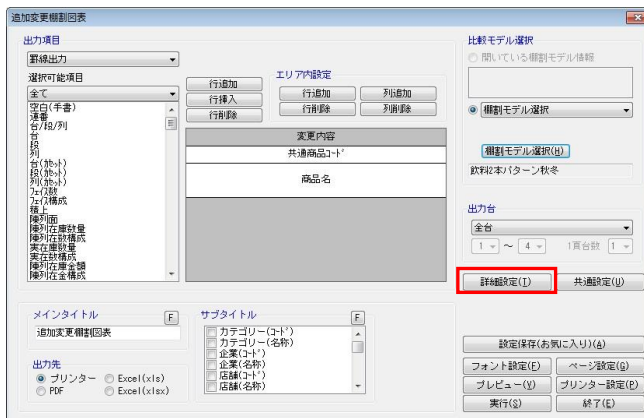 追加変更棚割図表
出力項目
罫線出力
選択可能項目
全て
空白(手書)
連番
台/段/列
台
段
列
台(ｶｾｯﾄ)
段(ｶｾｯﾄ)
列(ｶｾｯﾄ)
フェイス数
フェイス構成
積上
陳列面
陳列在庫数量
陳列在数構成
実在庫数量
実在数構成
陳列在庫金額
陳列在金構成
行追加
行挿入
行削除
エリア内設定
行追加
列追加
行削除
列削除
変更内容
共通商品ｺｰﾄﾞ
商品名
メインタイトル
F
追加変更棚割図表
出力先
プリンター
Excel(xls)
PDF
Excel(xlsx)
サブタイトル
F
カテゴリー(ｺｰﾄﾞ)
カテゴリー(名称)
企業(ｺｰﾄﾞ)
企業(名称)
店舗(ｺｰﾄﾞ)
店舗(名称)
比較モデル選択
開いている棚割モデル情報
棚割モデル選択
棚割モデル選択(H)
飲料2本パターン秋冬
出力台
全台
1 ～ 4 1頁台数 1
詳細設定(T)
共通設定(U)
設定保存(お気に入り)(A)
フォント設定(F)
ページ設定(G)
プレビュー(V)
プリンター設定(P)
実行(S)
終了(E)